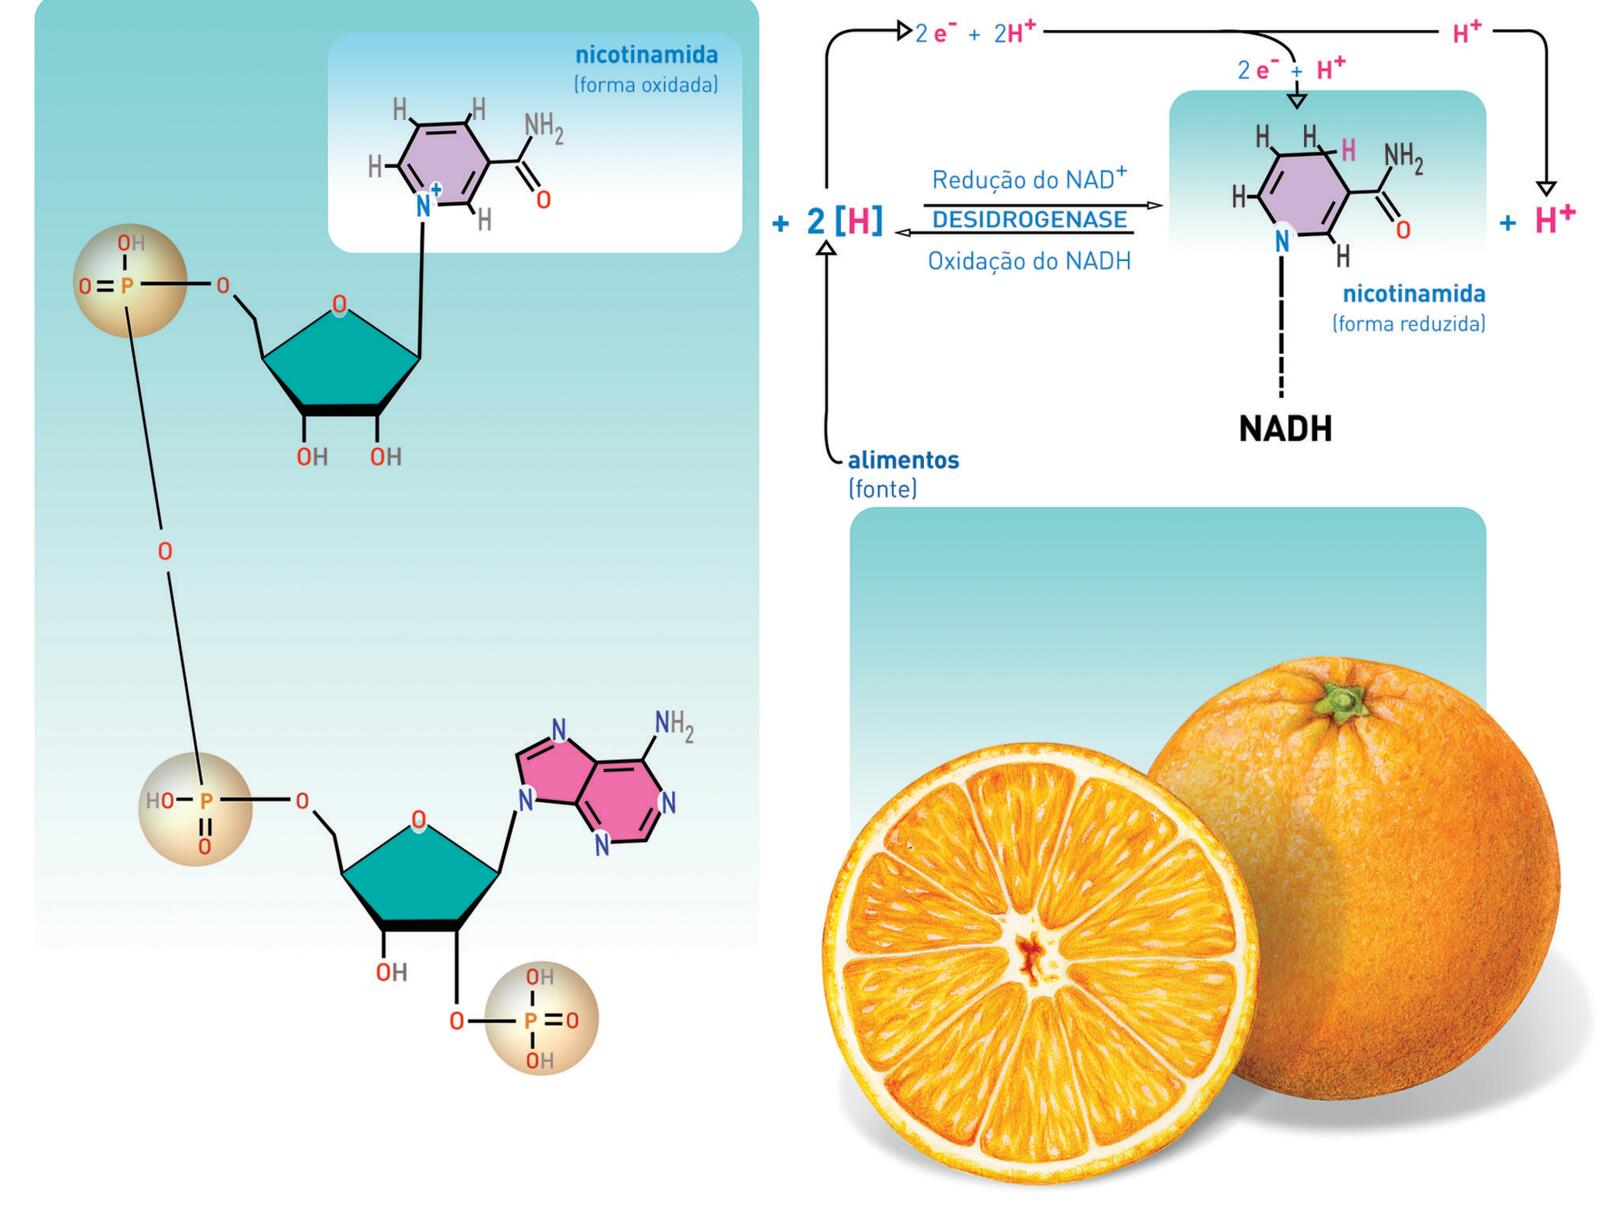 nicotinamida
(forma oxidada)
H
H
NH2
H
O
N+
H
OH
O=P
O
O
OH
OH
O
HO-P
O
O
O
OH
O
P=O
OH
OH
N
N
N
N
NH2
2 e- + 2H+
H+
2 e- + H+
+ 2 [H]
Redução do NAD+
DESIDROGENASE
Oxidação do NADH
H
H
H
NH2
H
O
N
H
+ H+
nicotinamida
(forma reduzida)
NADH
alimentos
(fonte)